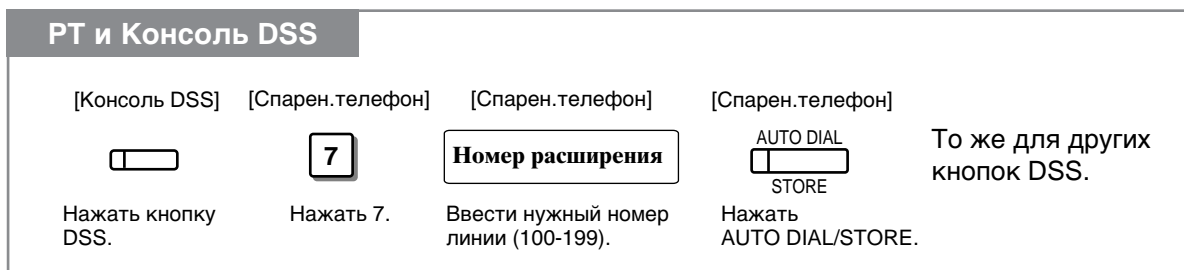 РТ и Консоль DSS
[Консоль DSS] [Спарен.телефон] [Спарен.телефон] [Спарен.телефон]
7
Номер расширения
AUTO DIAL
STORE
То же для других
кнопок DSS.
Нажать кнопку
DSS.
Нажать 7.
Ввести нужный номер
линии (100-199).
Нажать
AUTO DIAL/STORE.